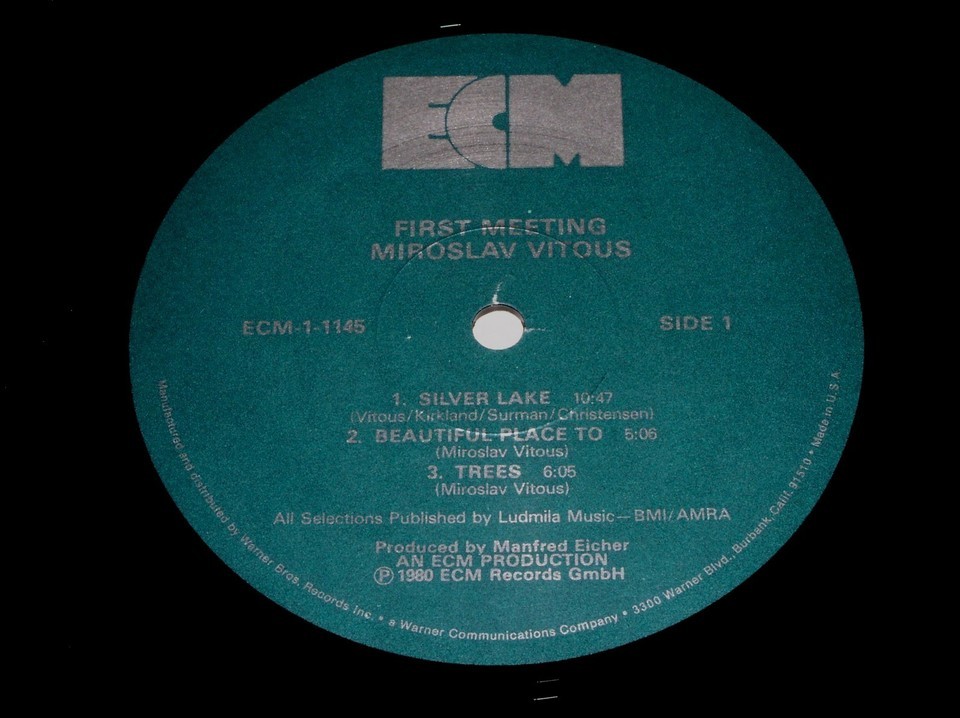 ECM
FIRST MEETING
MIROSLAV VITOUS
ECM-1-1145
SIDE 1
1. SILVER LAKE 10:47
(Vitous/Kirkland/Surman/Christensen)
2. BEAUTIFUL PLACE TO 5:06
(Miroslav Vitous)
3. TREES 6:05
(Miroslav Vitous)
All Selections Published by Ludmila Music—BMI/AMRA
Produced by Manfred Eicher
AN ECM PRODUCTION
Ⓟ 1980 ECM Records GmbH
Manufactured and distributed by Warner Bros. Records Inc. • a Warner Communications Company • 3300 Warner Blvd., Burbank, Calif. 91510 • Made in U.S.A.